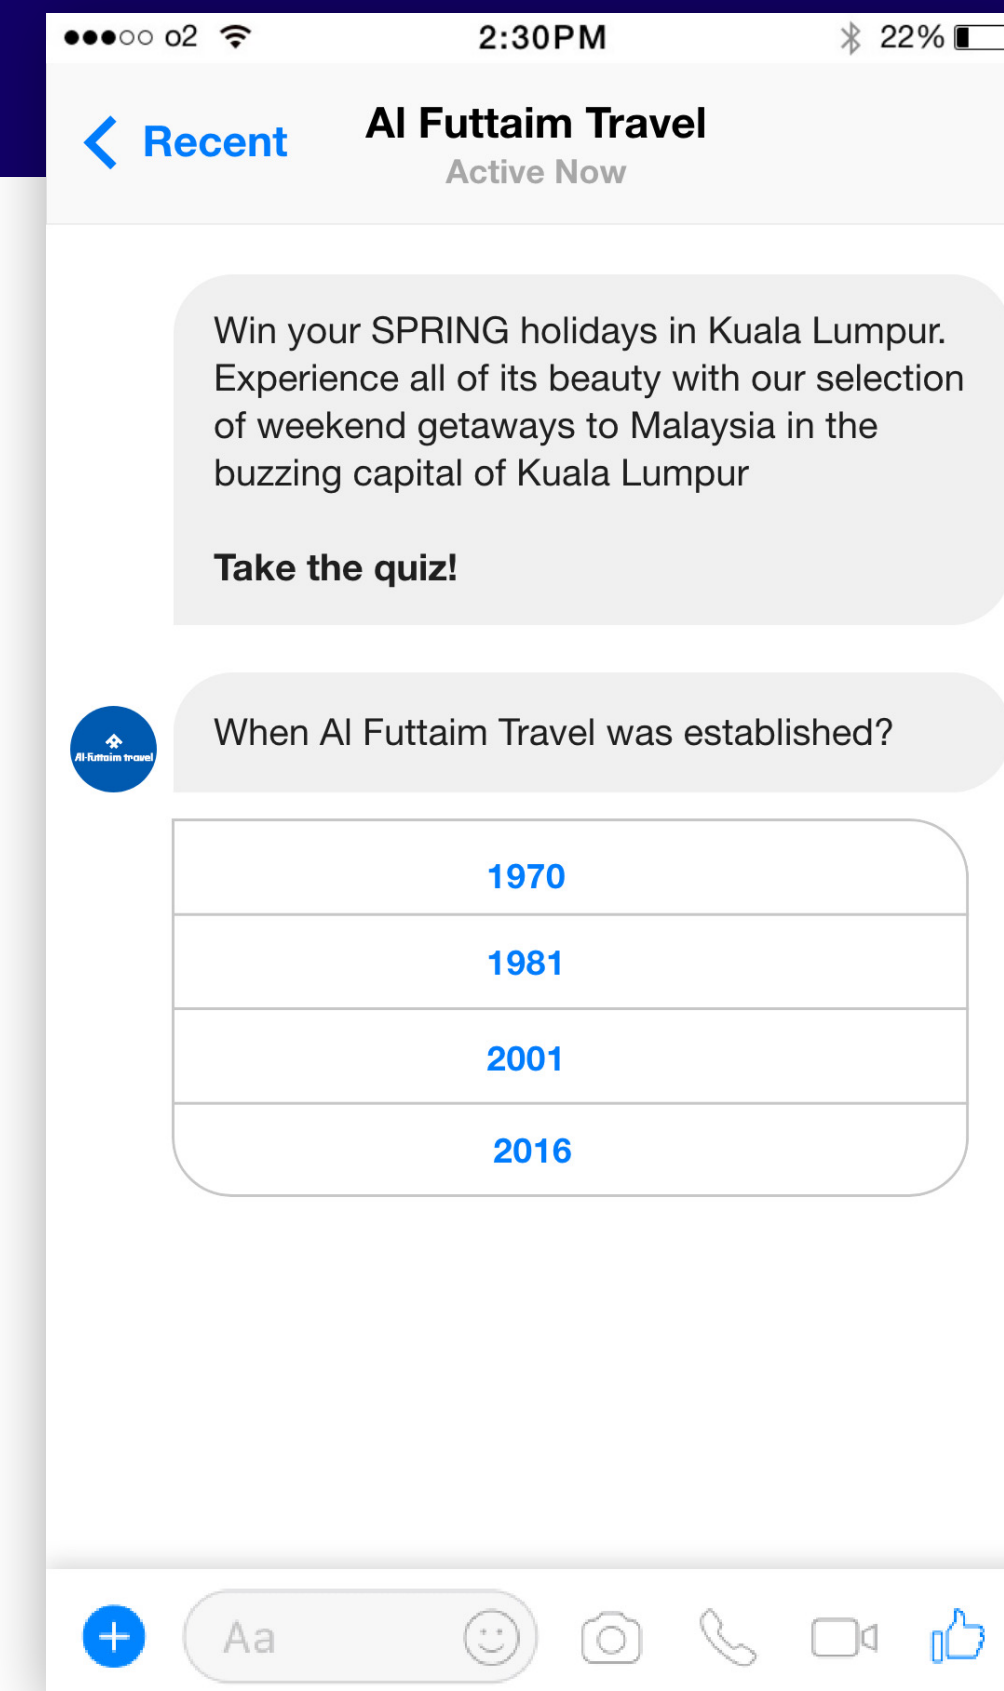 o2 2:30PM 22%
Recent
Al Futtaim Travel
Active Now
Win your SPRING holidays in Kuala Lumpur.
Experience all of its beauty with our selection
of weekend getaways to Malaysia in the
buzzing capital of Kuala Lumpur
Take the quiz!
Al-Futtaim travel
When Al Futtaim Travel was established?
1970
1981
2001
2016
Aa